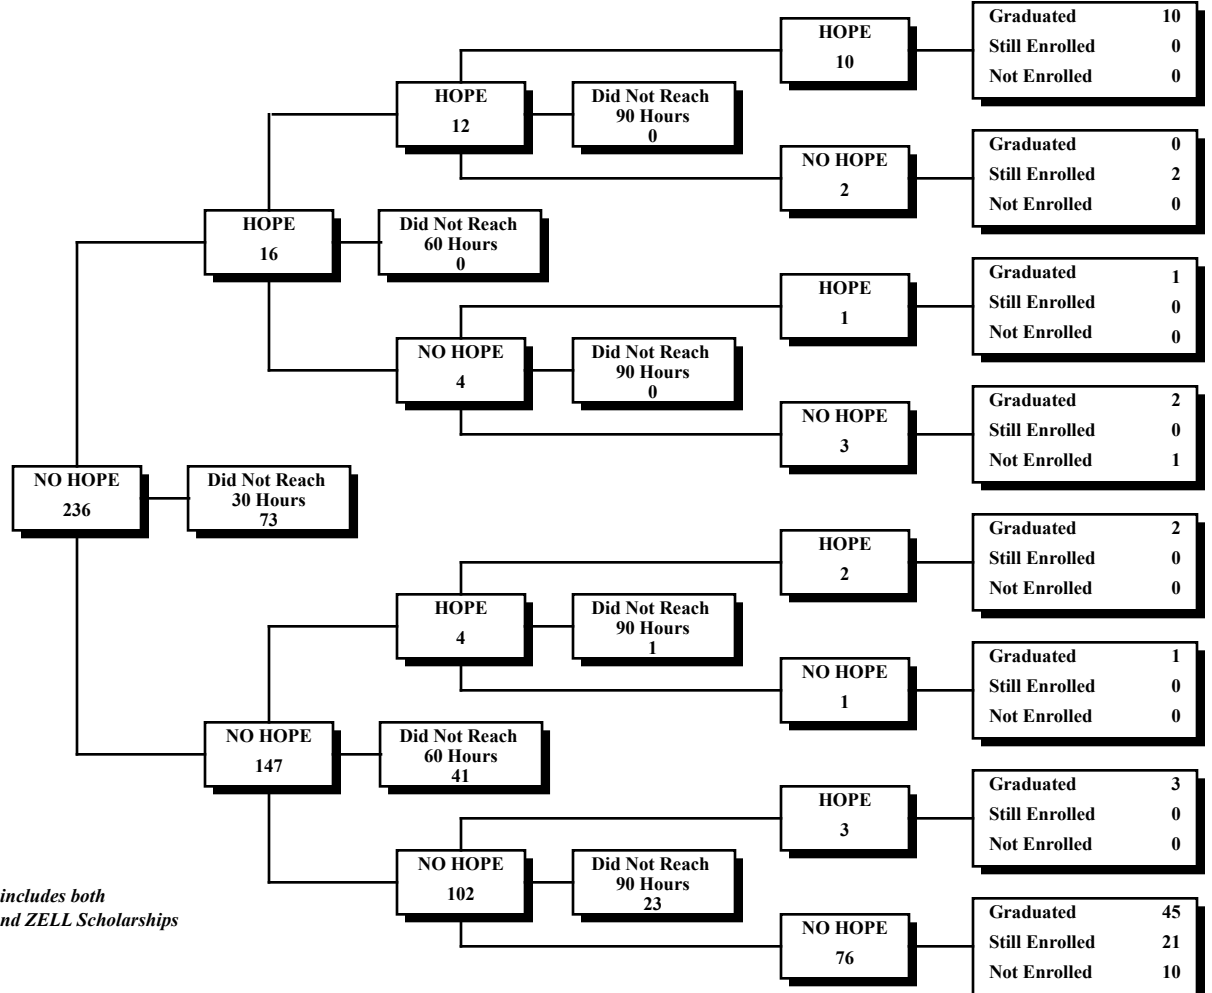 Graduated 10
Still Enrolled 0
Not Enrolled 0
HOPE
10
HOPE
12
Did Not Reach
90 Hours
0
NO HOPE
2
Graduated 0
Still Enrolled 2
Not Enrolled 0
HOPE
16
Did Not Reach
60 Hours
0
HOPE
1
Graduated 1
Still Enrolled 0
Not Enrolled 0
NO HOPE
4
Did Not Reach
90 Hours
0
NO HOPE
3
Graduated 2
Still Enrolled 0
Not Enrolled 1
NO HOPE
236
Did Not Reach
30 Hours
73
HOPE
2
Graduated 2
Still Enrolled 0
Not Enrolled 0
HOPE
4
Did Not Reach
90 Hours
1
NO HOPE
1
Graduated 1
Still Enrolled 0
Not Enrolled 0
NO HOPE
147
Did Not Reach
60 Hours
41
HOPE
3
Graduated 3
Still Enrolled 0
Not Enrolled 0
NO HOPE
102
Did Not Reach
90 Hours
23
NO HOPE
76
Graduated 45
Still Enrolled 21
Not Enrolled 10
includes both
nd ZELL Scholarships